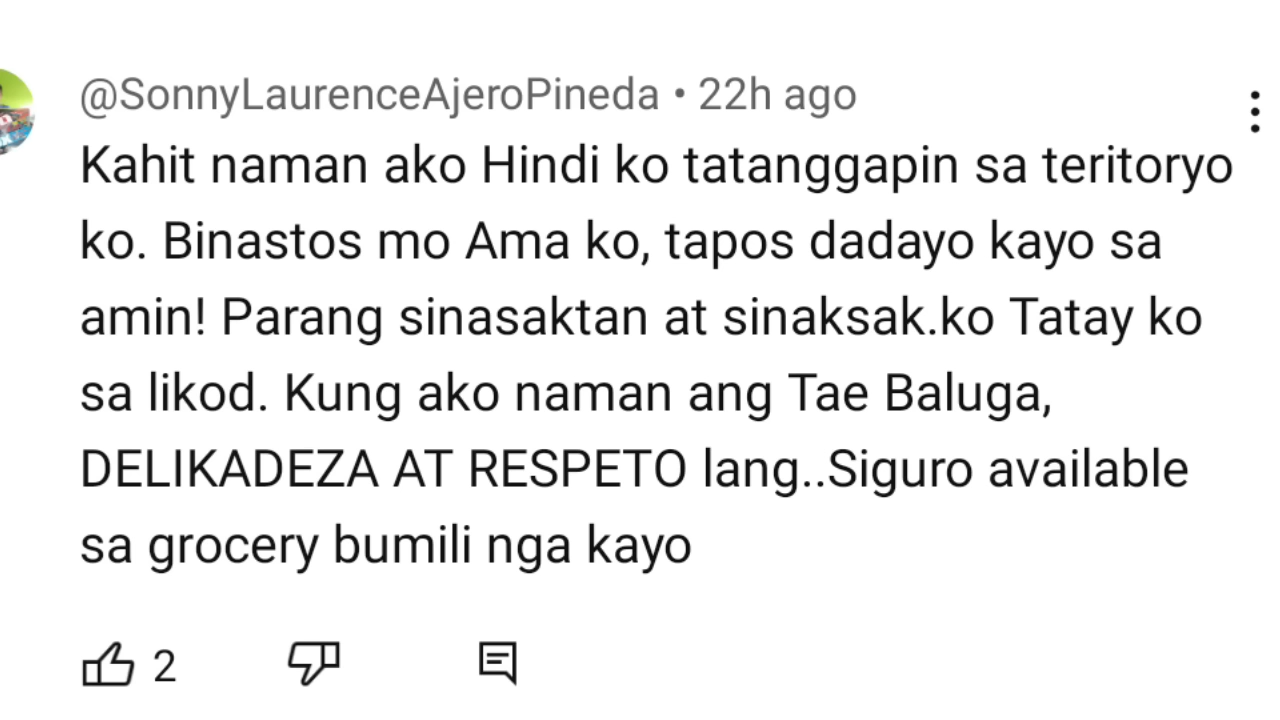 @SonnyLaurenceAjeroPineda • 22h ago
Kahit naman ako Hindi ko tatanggapin sa teritoryo
ko. Binastos mo Ama ko, tapos dadayo kayo sa
amin! Parang sinasaktan at sinaksak.ko Tatay ko
sa likod. Kung ako naman ang Tae Baluga,
DELIKADEZA AT RESPETO lang..Siguro available
sa grocery bumili nga kayo
2